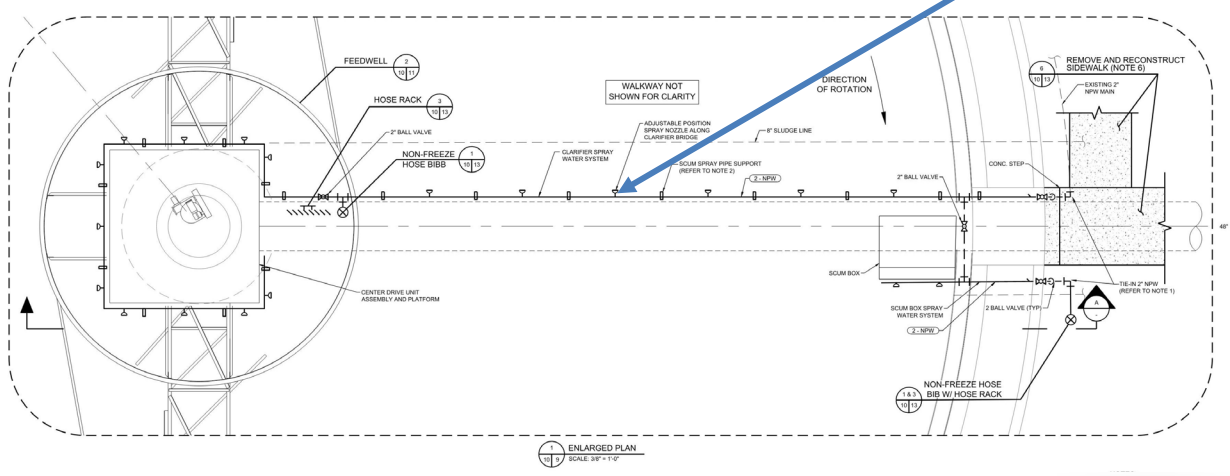 FEEDWELL
2
10 11
HOSE RACK
3
10 13
2" BALL VALVE
NON-FREEZE
HOSE BIBB
1
10 13
CLARIFIER SPRAY
WATER SYSTEM
WALKWAY NOT
SHOWN FOR CLARITY
ADJUSTABLE POSITION
SPRAY NOZZLE ALONG
CLARIFIER BRIDGE
SCUM SPRAY PIPE SUPPORT
(REFER TO NOTE 2)
2 - NPW
8" SLUDGE LINE
DIRECTION
OF ROTATION
6
10 13
REMOVE AND RECONSTRUCT
SIDEWALK (NOTE 6)
EXISTING 2"
NPW MAIN
CONC. STEP
2" BALL VALVE
48"
SCUM BOX
CENTER DRIVE UNIT
ASSEMBLY AND PLATFORM
SCUM BOX SPRAY
WATER SYSTEM
2 - NPW
2 BALL VALVE (TYP)
TIE-IN 2" NPW
(REFER TO NOTE 1)
A
-
1 & 3
10 13
NON-FREEZE HOSE
BIB W/ HOSE RACK
1
10 9
ENLARGED PLAN
SCALE: 3/8" = 1'-0"